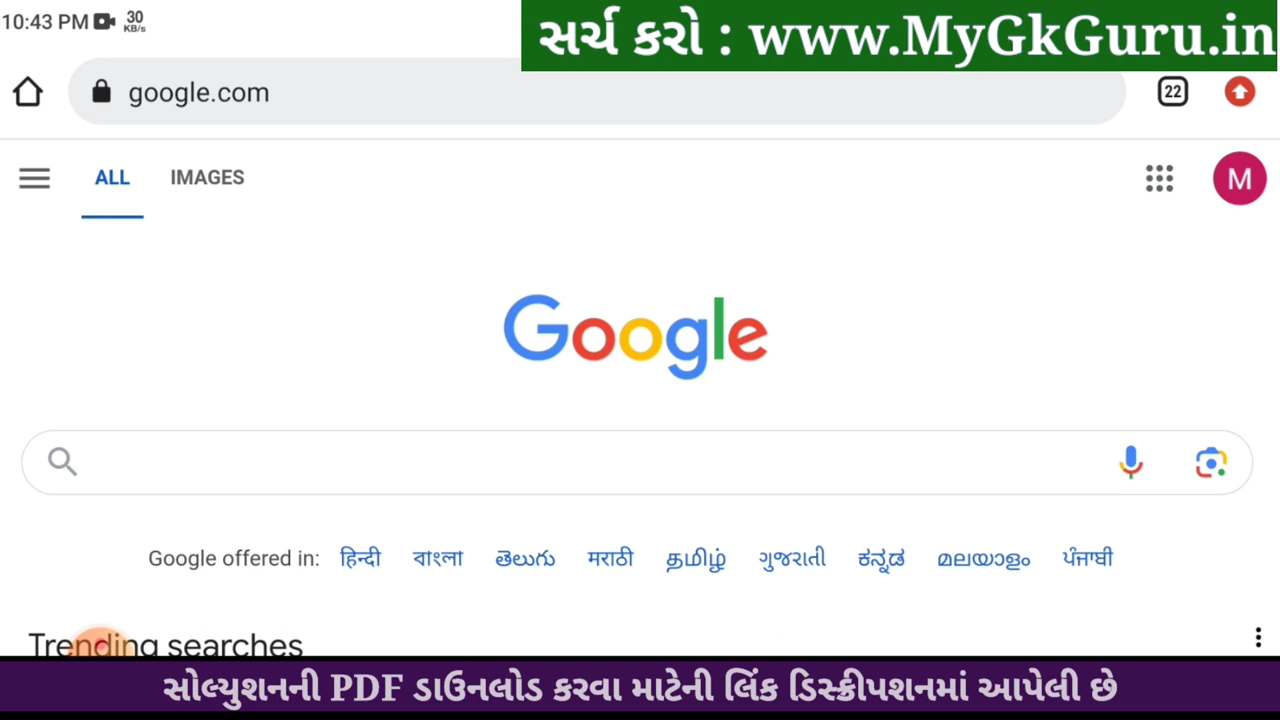 10:43 PM 30 KB/s
સર્ચ કરો : www.MyGkGuru.in
google.com 22
ALL IMAGES M
Google
Google offered in: हिन्दी বাংলা తెలుగు मराठी தமிழ் ગુજરાતી ಕನ್ನಡ മലയാളം ਪੰਜਾਬੀ
Trending searches
સોલ્યુશનની PDF ડાઉનલોડ કરવા માટેની લિંક ડિસ્ક્રીપશનમાં આપેલી છે